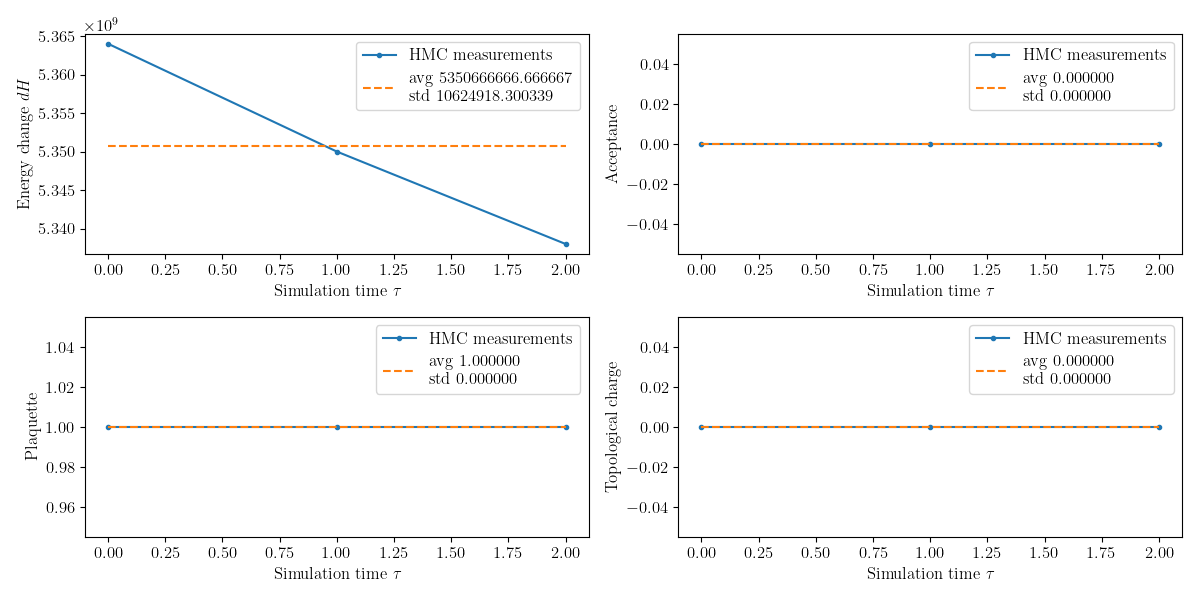 ×10⁹
5.365
5.360
5.355
5.350
5.345
5.340
Energy change dH
HMC measurements
avg 5350666666.666667
std 10624918.300339
0.00 0.25 0.50 0.75 1.00 1.25 1.50 1.75 2.00
Simulation time τ
0.04
0.02
0.00
−0.02
−0.04
Acceptance
HMC measurements
avg 0.000000
std 0.000000
0.00 0.25 0.50 0.75 1.00 1.25 1.50 1.75 2.00
Simulation time τ
1.04
1.02
1.00
0.98
0.96
Plaquette
HMC measurements
avg 1.000000
std 0.000000
0.00 0.25 0.50 0.75 1.00 1.25 1.50 1.75 2.00
Simulation time τ
0.04
0.02
0.00
−0.02
−0.04
Topological charge
HMC measurements
avg 0.000000
std 0.000000
0.00 0.25 0.50 0.75 1.00 1.25 1.50 1.75 2.00
Simulation time τ